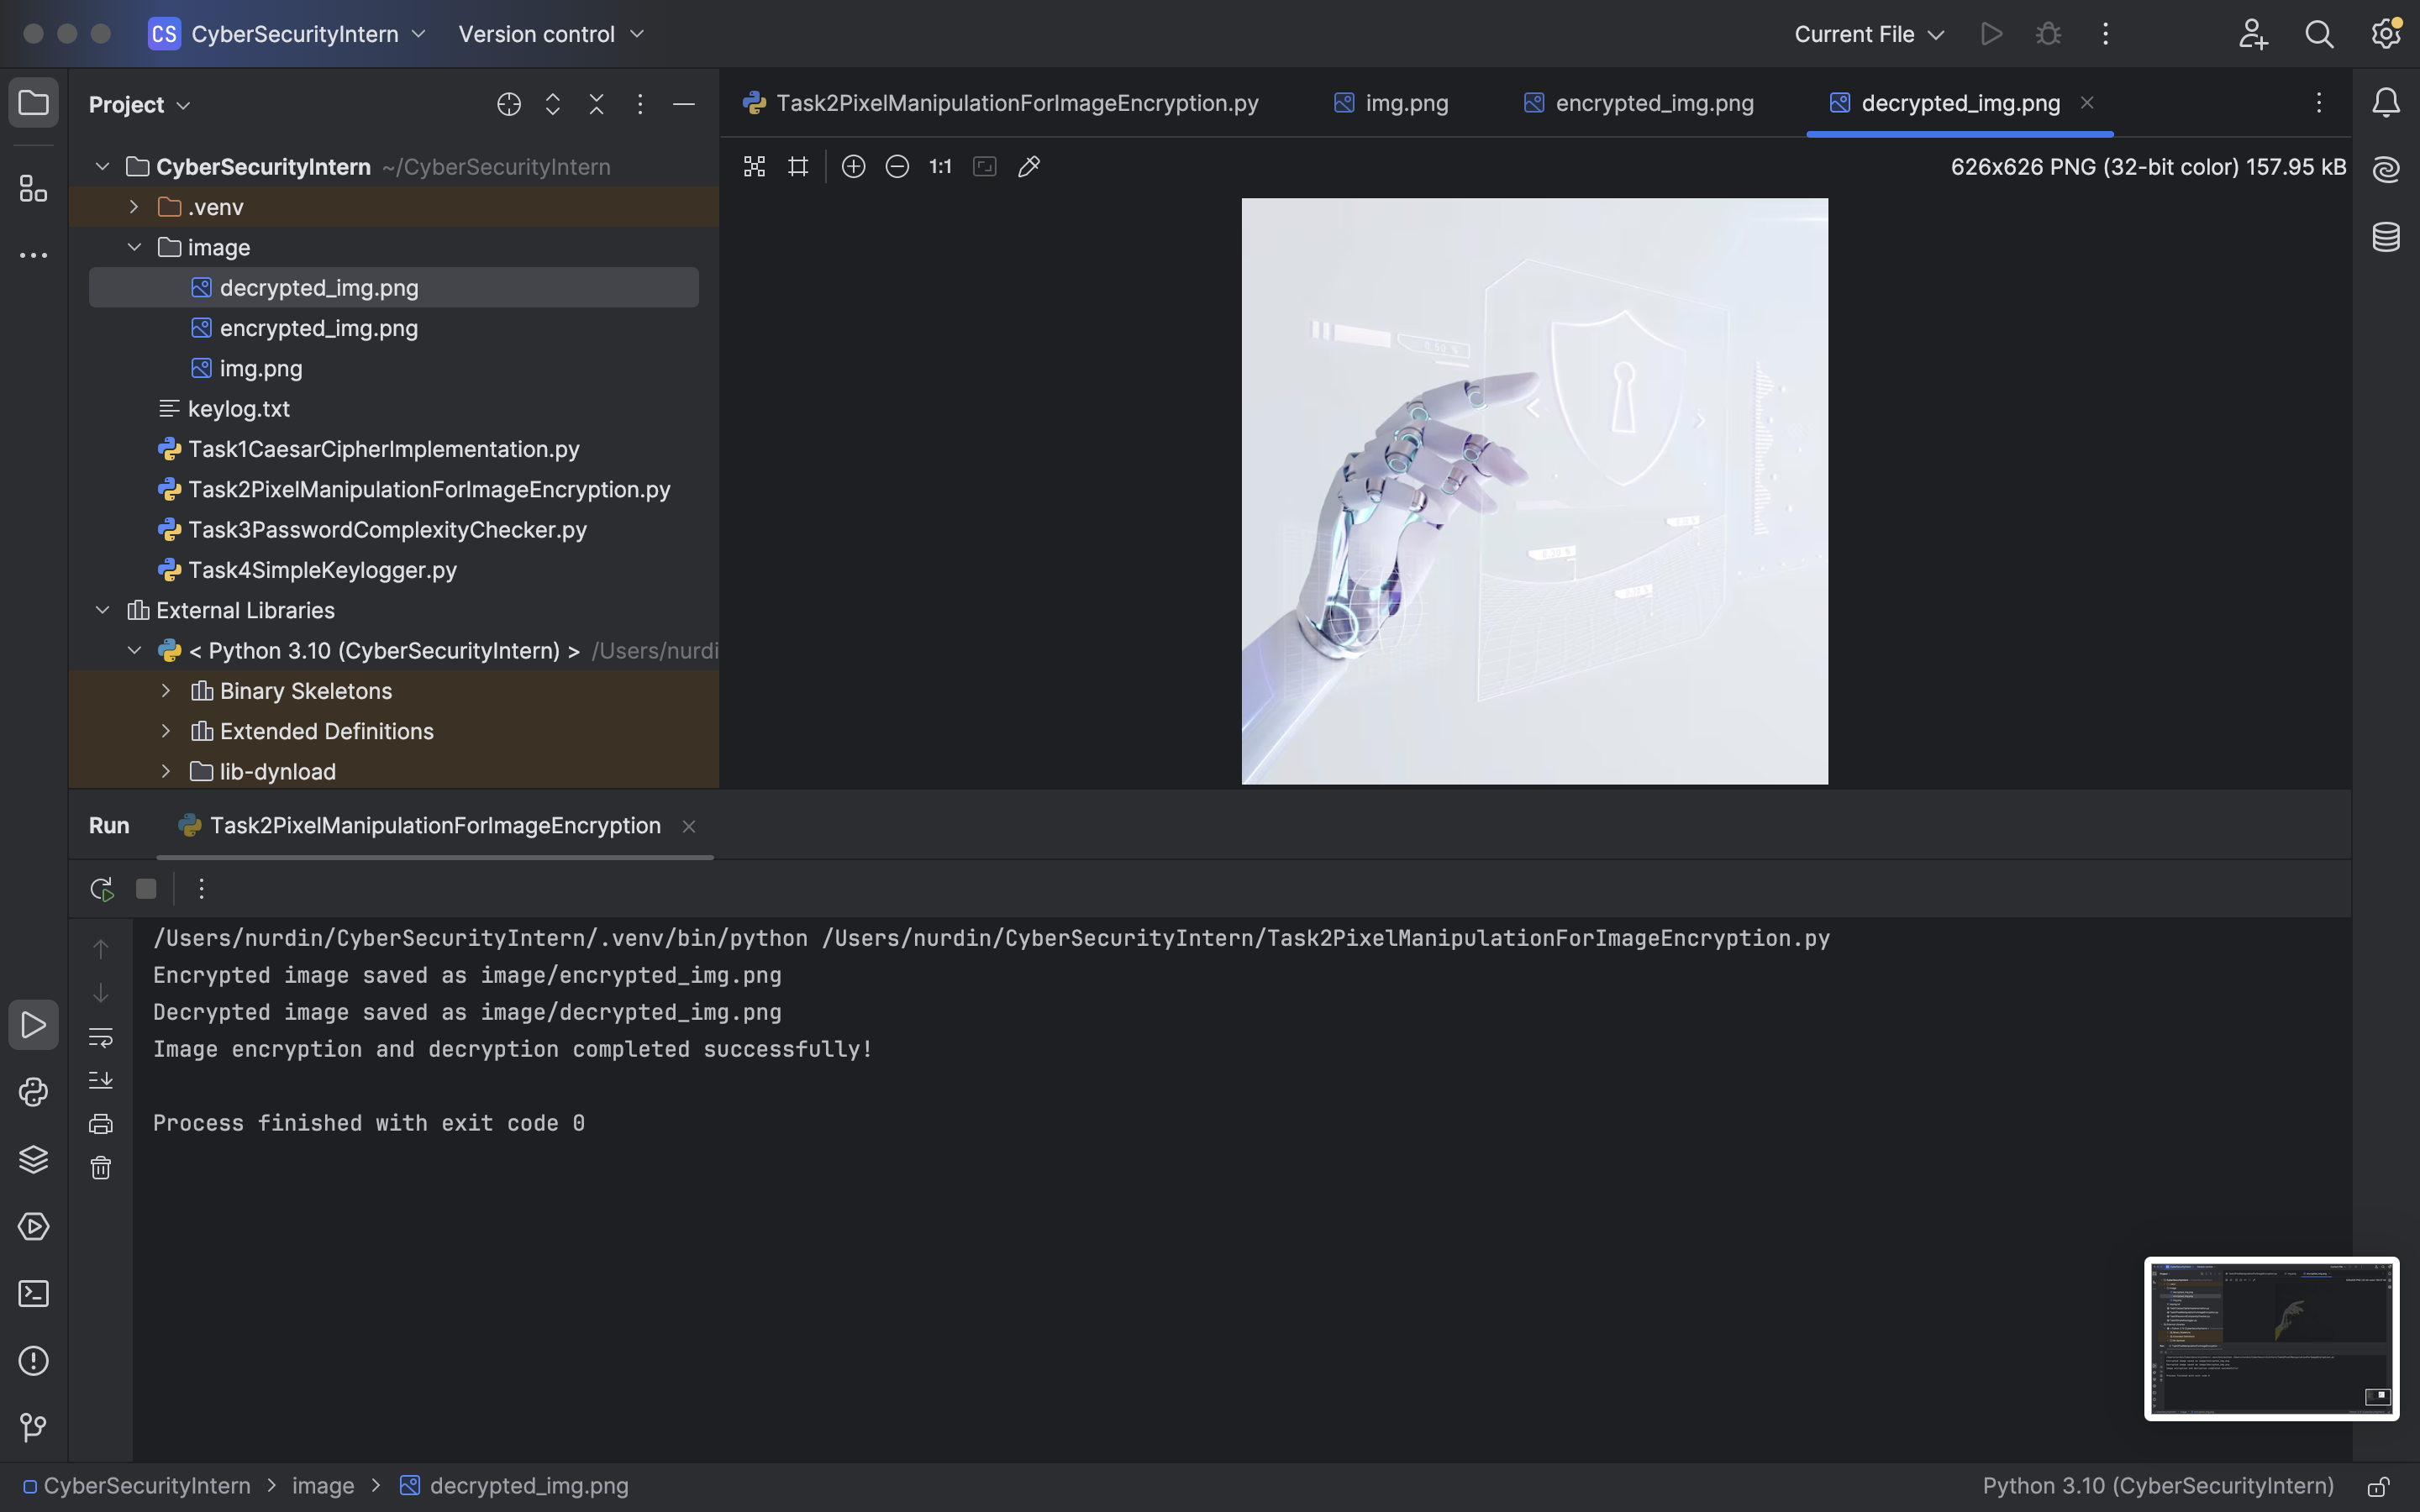 CS CyberSecurityIntern Version control Current File
Project
Task2PixelManipulationForImageEncryption.py img.png encrypted_img.png decrypted_img.png
1:1 626x626 PNG (32-bit color) 157.95 kB
CyberSecurityIntern ~/CyberSecurityIntern
.venv
image
decrypted_img.png
encrypted_img.png
img.png
keylog.txt
Task1CaesarCipherImplementation.py
Task2PixelManipulationForImageEncryption.py
Task3PasswordComplexityChecker.py
Task4SimpleKeylogger.py
External Libraries
< Python 3.10 (CyberSecurityIntern) > /Users/nurdi
Binary Skeletons
Extended Definitions
lib-dynload
Run Task2PixelManipulationForImageEncryption
/Users/nurdin/CyberSecurityIntern/.venv/bin/python /Users/nurdin/CyberSecurityIntern/Task2PixelManipulationForImageEncryption.py
Encrypted image saved as image/encrypted_img.png
Decrypted image saved as image/decrypted_img.png
Image encryption and decryption completed successfully!
Process finished with exit code 0
CyberSecurityIntern > image > decrypted_img.png Python 3.10 (CyberSecurityIntern)